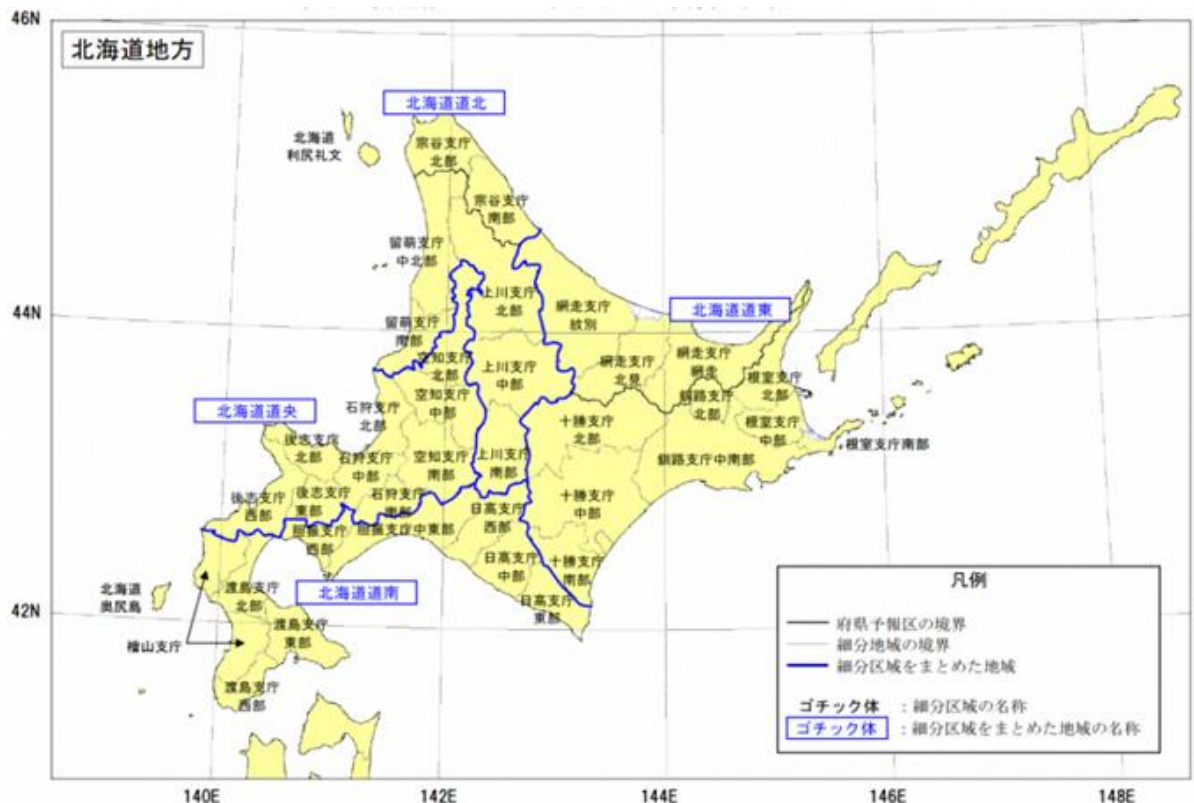 46N
北海道地方
北海道道北
北海道
利尻礼文
宗谷支庁
北部
宗谷支庁
南部
留萌支庁
中北部
上川支庁
北部
網走支庁
紋別
北海道道東
44N
留萌支庁
南部
空知支庁
北部
上川支庁
中部
網走支庁
北見
網走支庁
網走
根室支庁
北部
釧路支庁
北部
空知支庁
中部
石狩支庁
北部
北海道道央
十勝支庁
北部
根室支庁
中部
根室支庁南部
後志支庁
北部
石狩支庁
中部
空知支庁
南部
上川支庁
南部
釧路支庁中南部
後志支庁
西部
後志支庁
東部
石狩支庁
南部
十勝支庁
中部
胆振支庁
西部
胆振支庁中東部
日高支庁
西部
日高支庁
中部
十勝支庁
南部
北海道
奥尻島
渡島支庁
北部
北海道道南
日高支庁
東部
42N
渡島支庁
東部
檜山支庁
渡島支庁
西部
凡例
府県予報区の境界
細分地域の境界
細分区域をまとめた地域
ゴチック体 :細分区域の名称
ゴチック体 :細分区域をまとめた地域の名称
140E 142E 144E 146E 148E